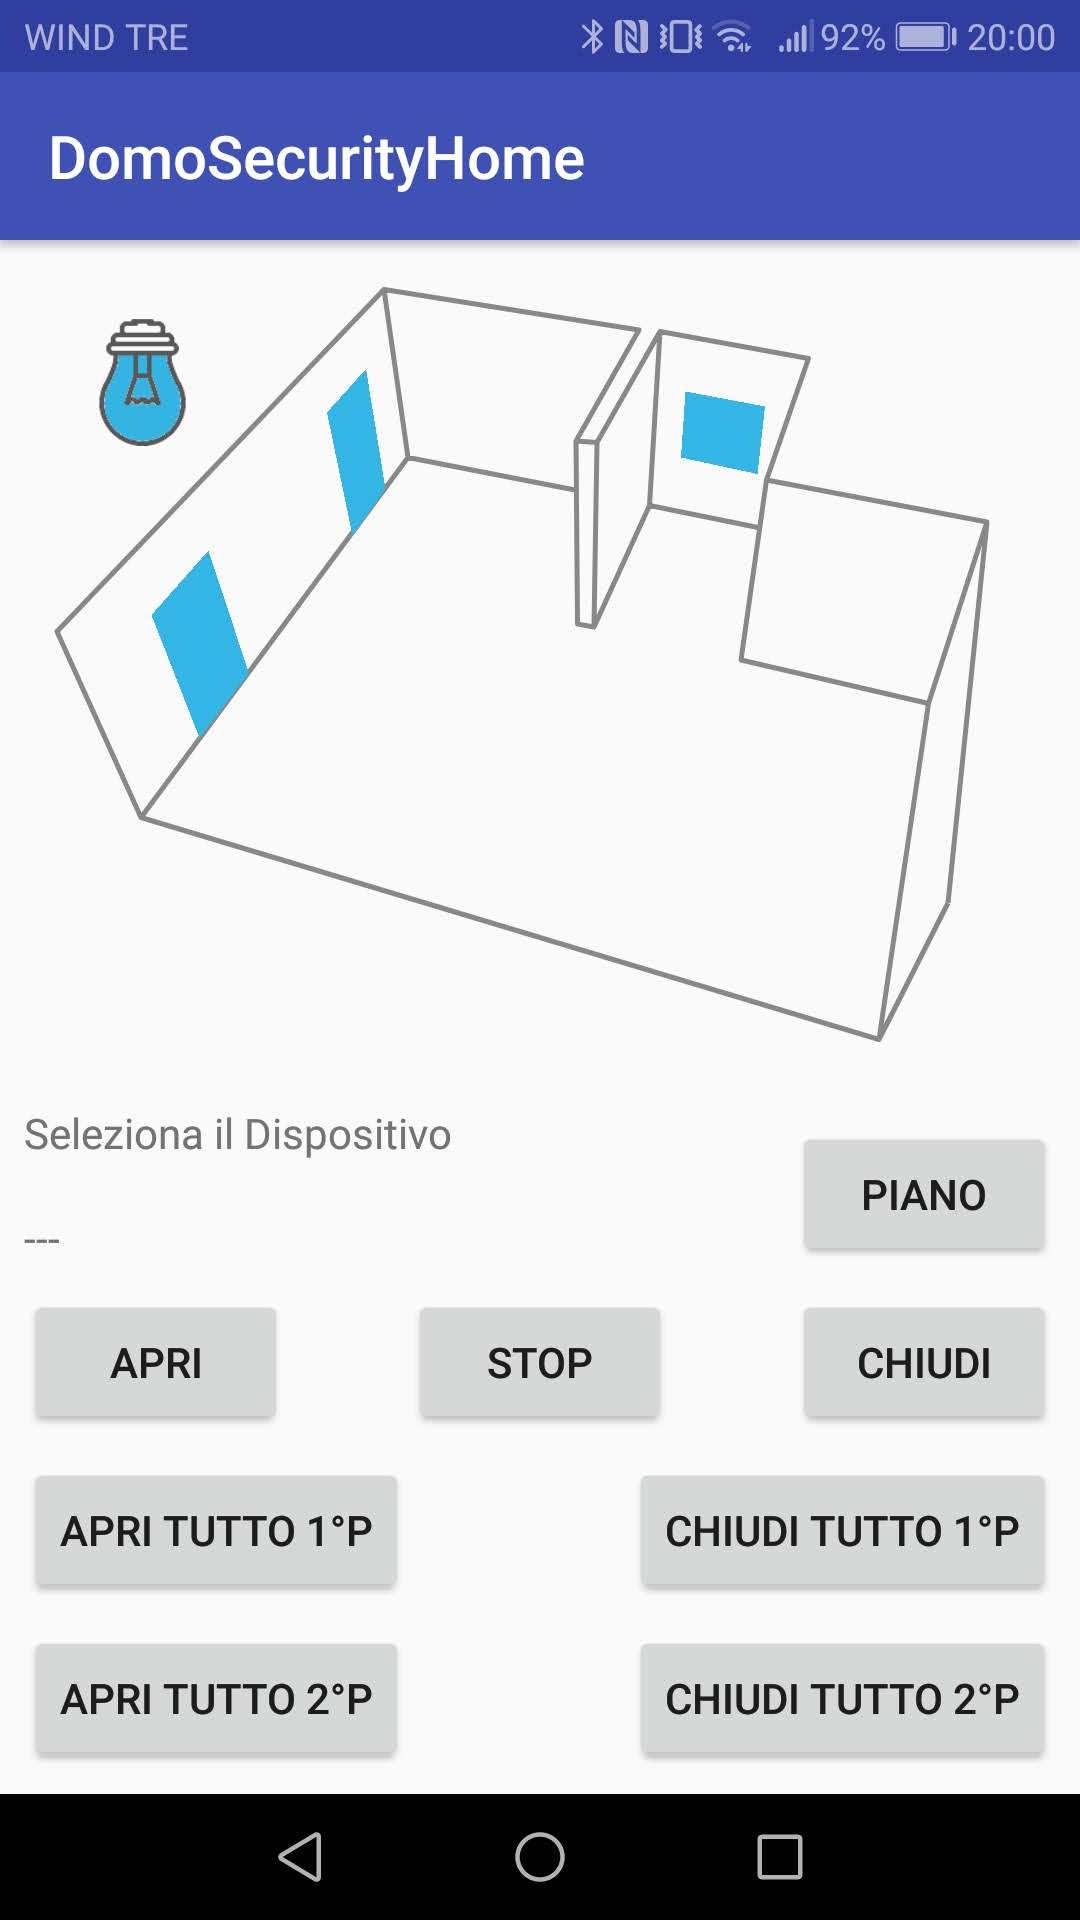 WIND TRE 92% 20:00
DomoSecurityHome
Seleziona il Dispositivo
PIANO
---
APRI STOP CHIUDI
APRI TUTTO 1°P CHIUDI TUTTO 1°P
APRI TUTTO 2°P CHIUDI TUTTO 2°P